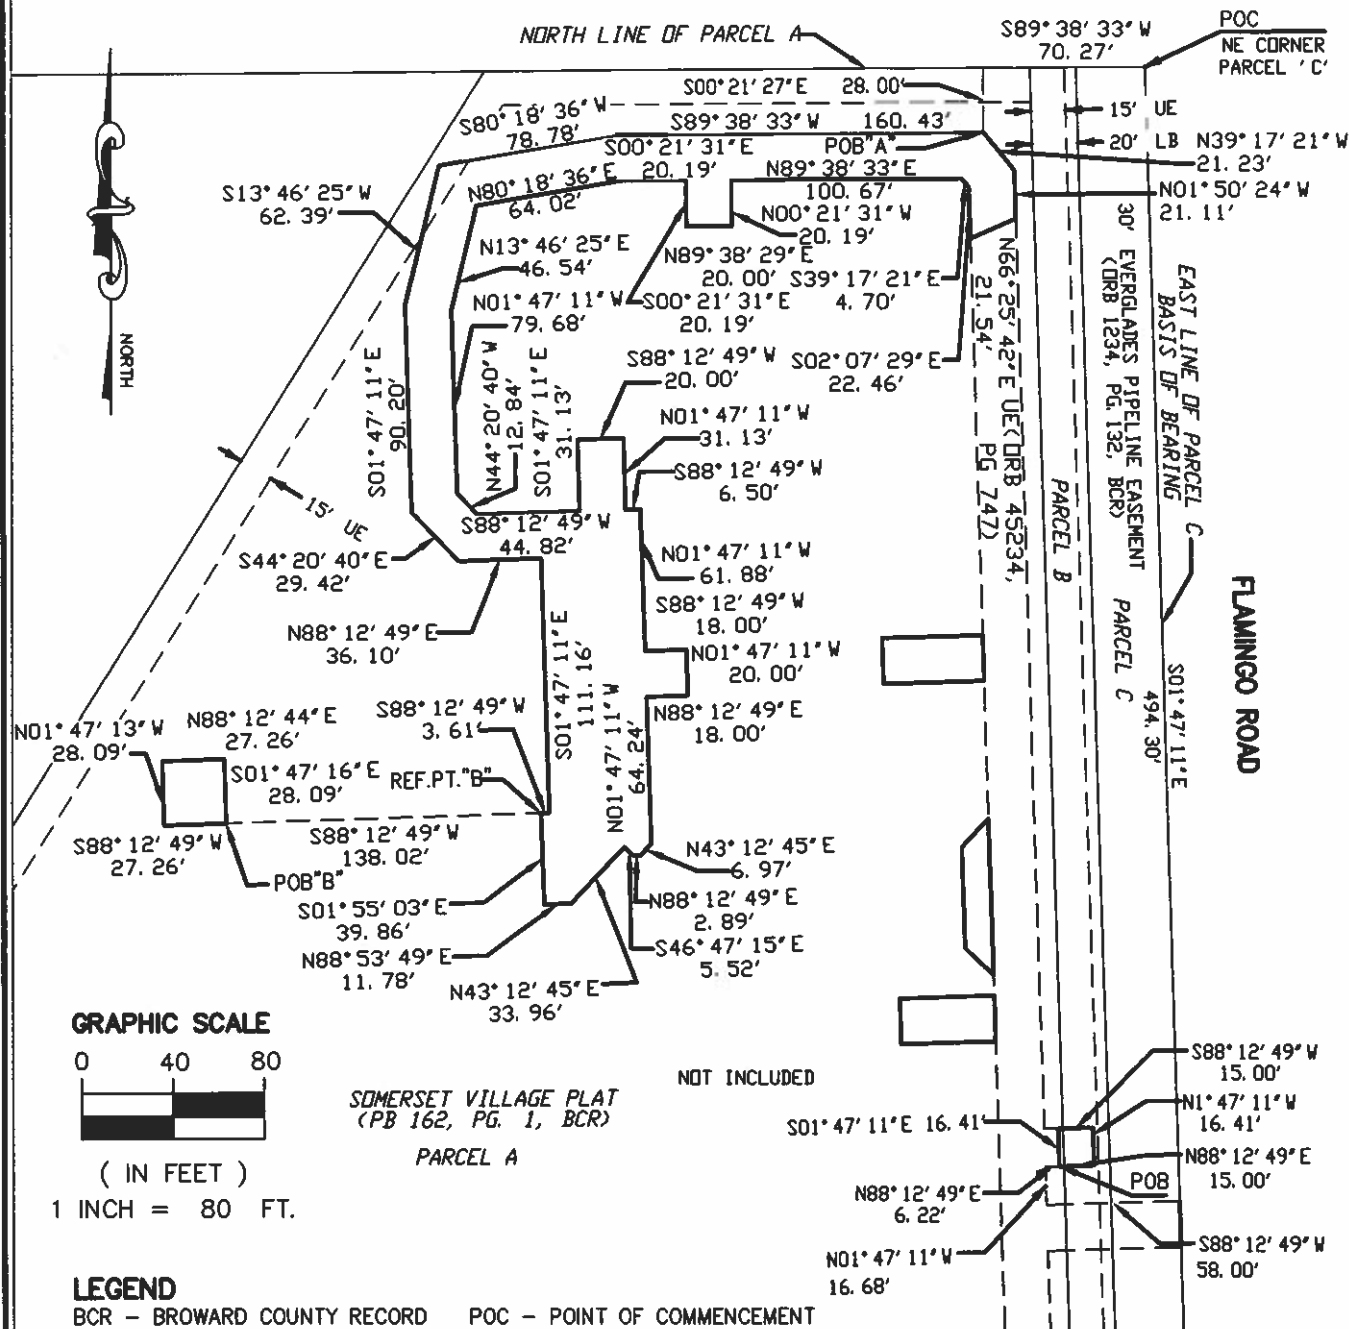 NORTH LINE OF PARCEL A
S89° 38' 33" W
70. 27'
POC
NE CORNER
PARCEL 'C'
S00° 21' 27" E 28. 00'
S80° 18' 36" W
78. 78'
S89° 38' 33" W 160. 43'
15' UE
20' LB
N39° 17' 21" W
21. 23'
S00° 21' 31" E
20. 19'
POB"A"
N89° 38' 33" E
100. 67'
S13° 46' 25" W
62. 39'
N80° 18' 36" E
64. 02'
N01° 50' 24" W
21. 11'
N00° 21' 31" W
20. 19'
N13° 46' 25" E
46. 54'
N89° 38' 29" E
20. 00'
S39° 17' 21" E
4. 70'
N01° 47' 11" W
79. 68'
S00° 21' 31" E
20. 19'
NORTH
S88° 12' 49" W
20. 00'
S02° 07' 29" E
22. 46'
N66° 25' 42" E
21. 54'
UE(ORB 45234,
PG 747)
30' EVERGLADES PIPELINE EASEMENT
(ORB 1234, PG. 132, BCR)
EAST LINE OF PARCEL C
BASIS OF BEARING
S01° 47' 11" E
90. 20'
N44° 20' 40" W
12. 84'
S01° 47' 11" E
31. 13'
N01° 47' 11" W
31. 13'
S88° 12' 49" W
6. 50'
15' UE
S88° 12' 49" W
44. 82'
PARCEL B
S44° 20' 40" E
29. 42'
N01° 47' 11" W
61. 88'
S88° 12' 49" W
18. 00'
FLAMINGO ROAD
N88° 12' 49" E
36. 10'
S01° 47' 11" E
111. 16'
N01° 47' 11" W
20. 00'
PARCEL C
S01° 47' 11" E
494. 30'
N88° 12' 49" E
18. 00'
N01° 47' 13" W
28. 09'
N88° 12' 44" E
27. 26'
S88° 12' 49" W
3. 61'
N01° 47' 11" W
64. 24'
S01° 47' 16" E
28. 09'
REF.PT."B"
S88° 12' 49" W
27. 26'
S88° 12' 49" W
138. 02'
N43° 12' 45" E
6. 97'
POB"B"
S01° 55' 03" E
39. 86'
N88° 12' 49" E
2. 89'
N88° 53' 49" E
11. 78'
S46° 47' 15" E
5. 52'
N43° 12' 45" E
33. 96'
GRAPHIC SCALE
0 40 80
( IN FEET )
1 INCH = 80 FT.
SOMERSET VILLAGE PLAT
(PB 162, PG. 1, BCR)
PARCEL A
NOT INCLUDED
S88° 12' 49" W
15. 00'
S01° 47' 11" E 16. 41'
N1° 47' 11" W
16. 41'
N88° 12' 49" E
15. 00'
POB
N88° 12' 49" E
6. 22'
N01° 47' 11" W
16. 68'
S88° 12' 49" W
58. 00'
LEGEND
BCR – BROWARD COUNTY RECORD POC – POINT OF COMMENCEMENT